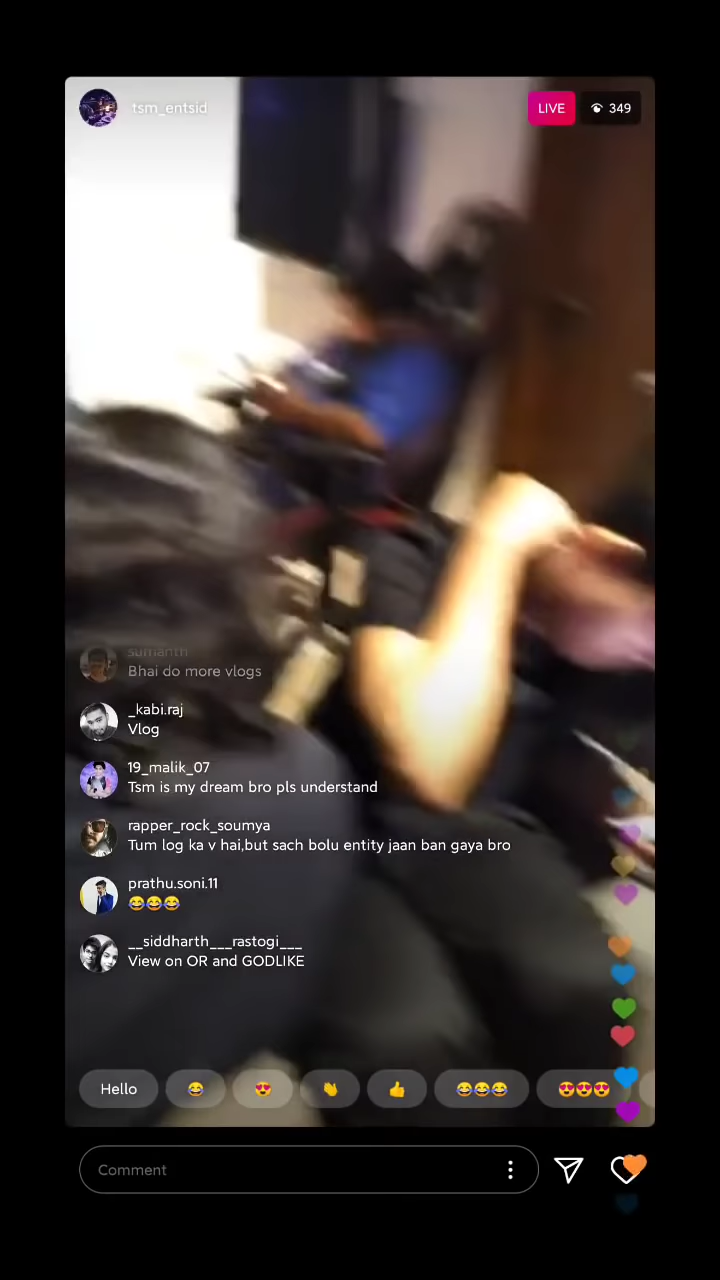 tsm_entsid
LIVE
349
sumanth
Bhai do more vlogs
_kabi.raj
Vlog
19_malik_07
Tsm is my dream bro pls understand
rapper_rock_soumya
Tum log ka v hai,but sach bolu entity jaan ban gaya bro
prathu.soni.11
😂😂😂
__siddharth___rastogi___
View on OR and GODLIKE
Hello 😂 😍 👏 👍 😂😂😂 😍😍😍
Comment